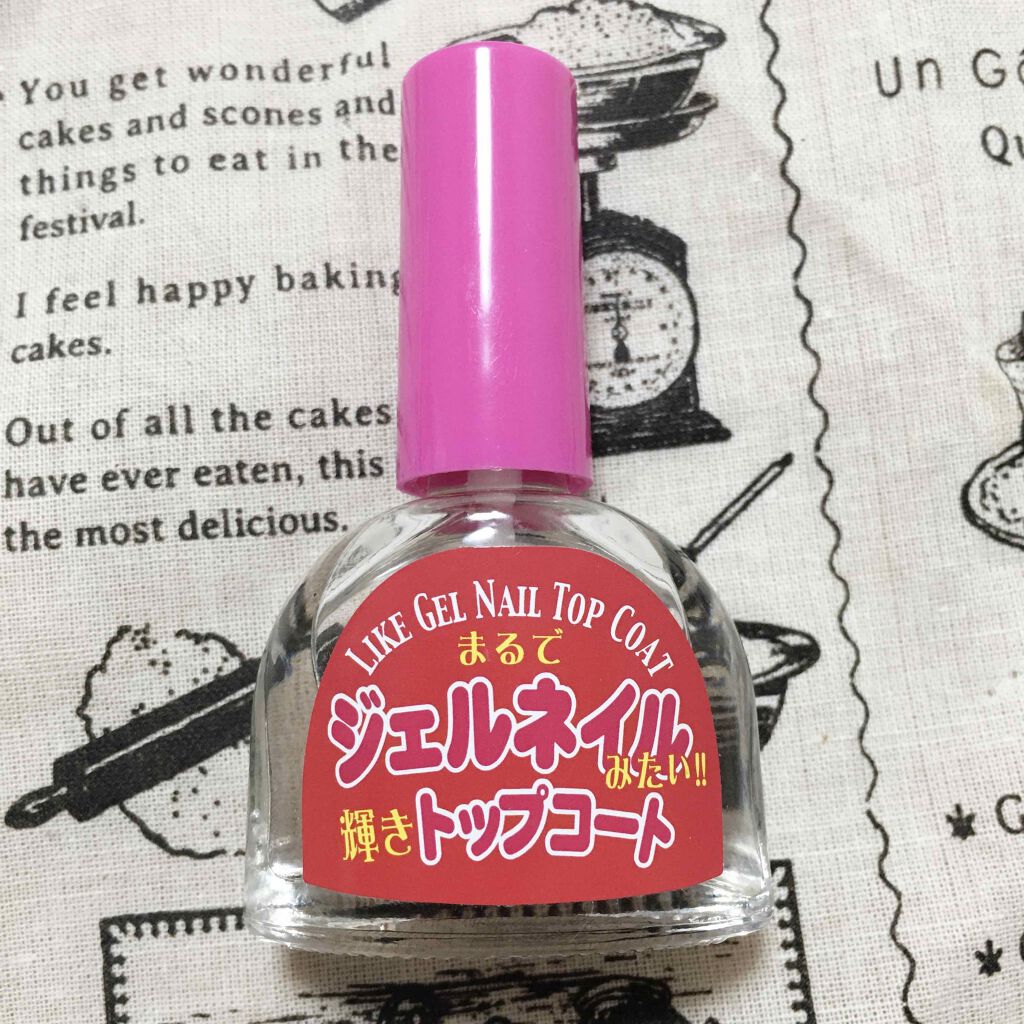 You get wonderful
cakes and scones and
things to eat in the
festival.
I feel happy baking
cakes.
Out of all the cakes
have ever eaten, this
the most delicious.
Un G
Qu
LIKE GEL NAIL TOP COAT
まるで
ジェルネイル
みたい!!
輝きトップコート